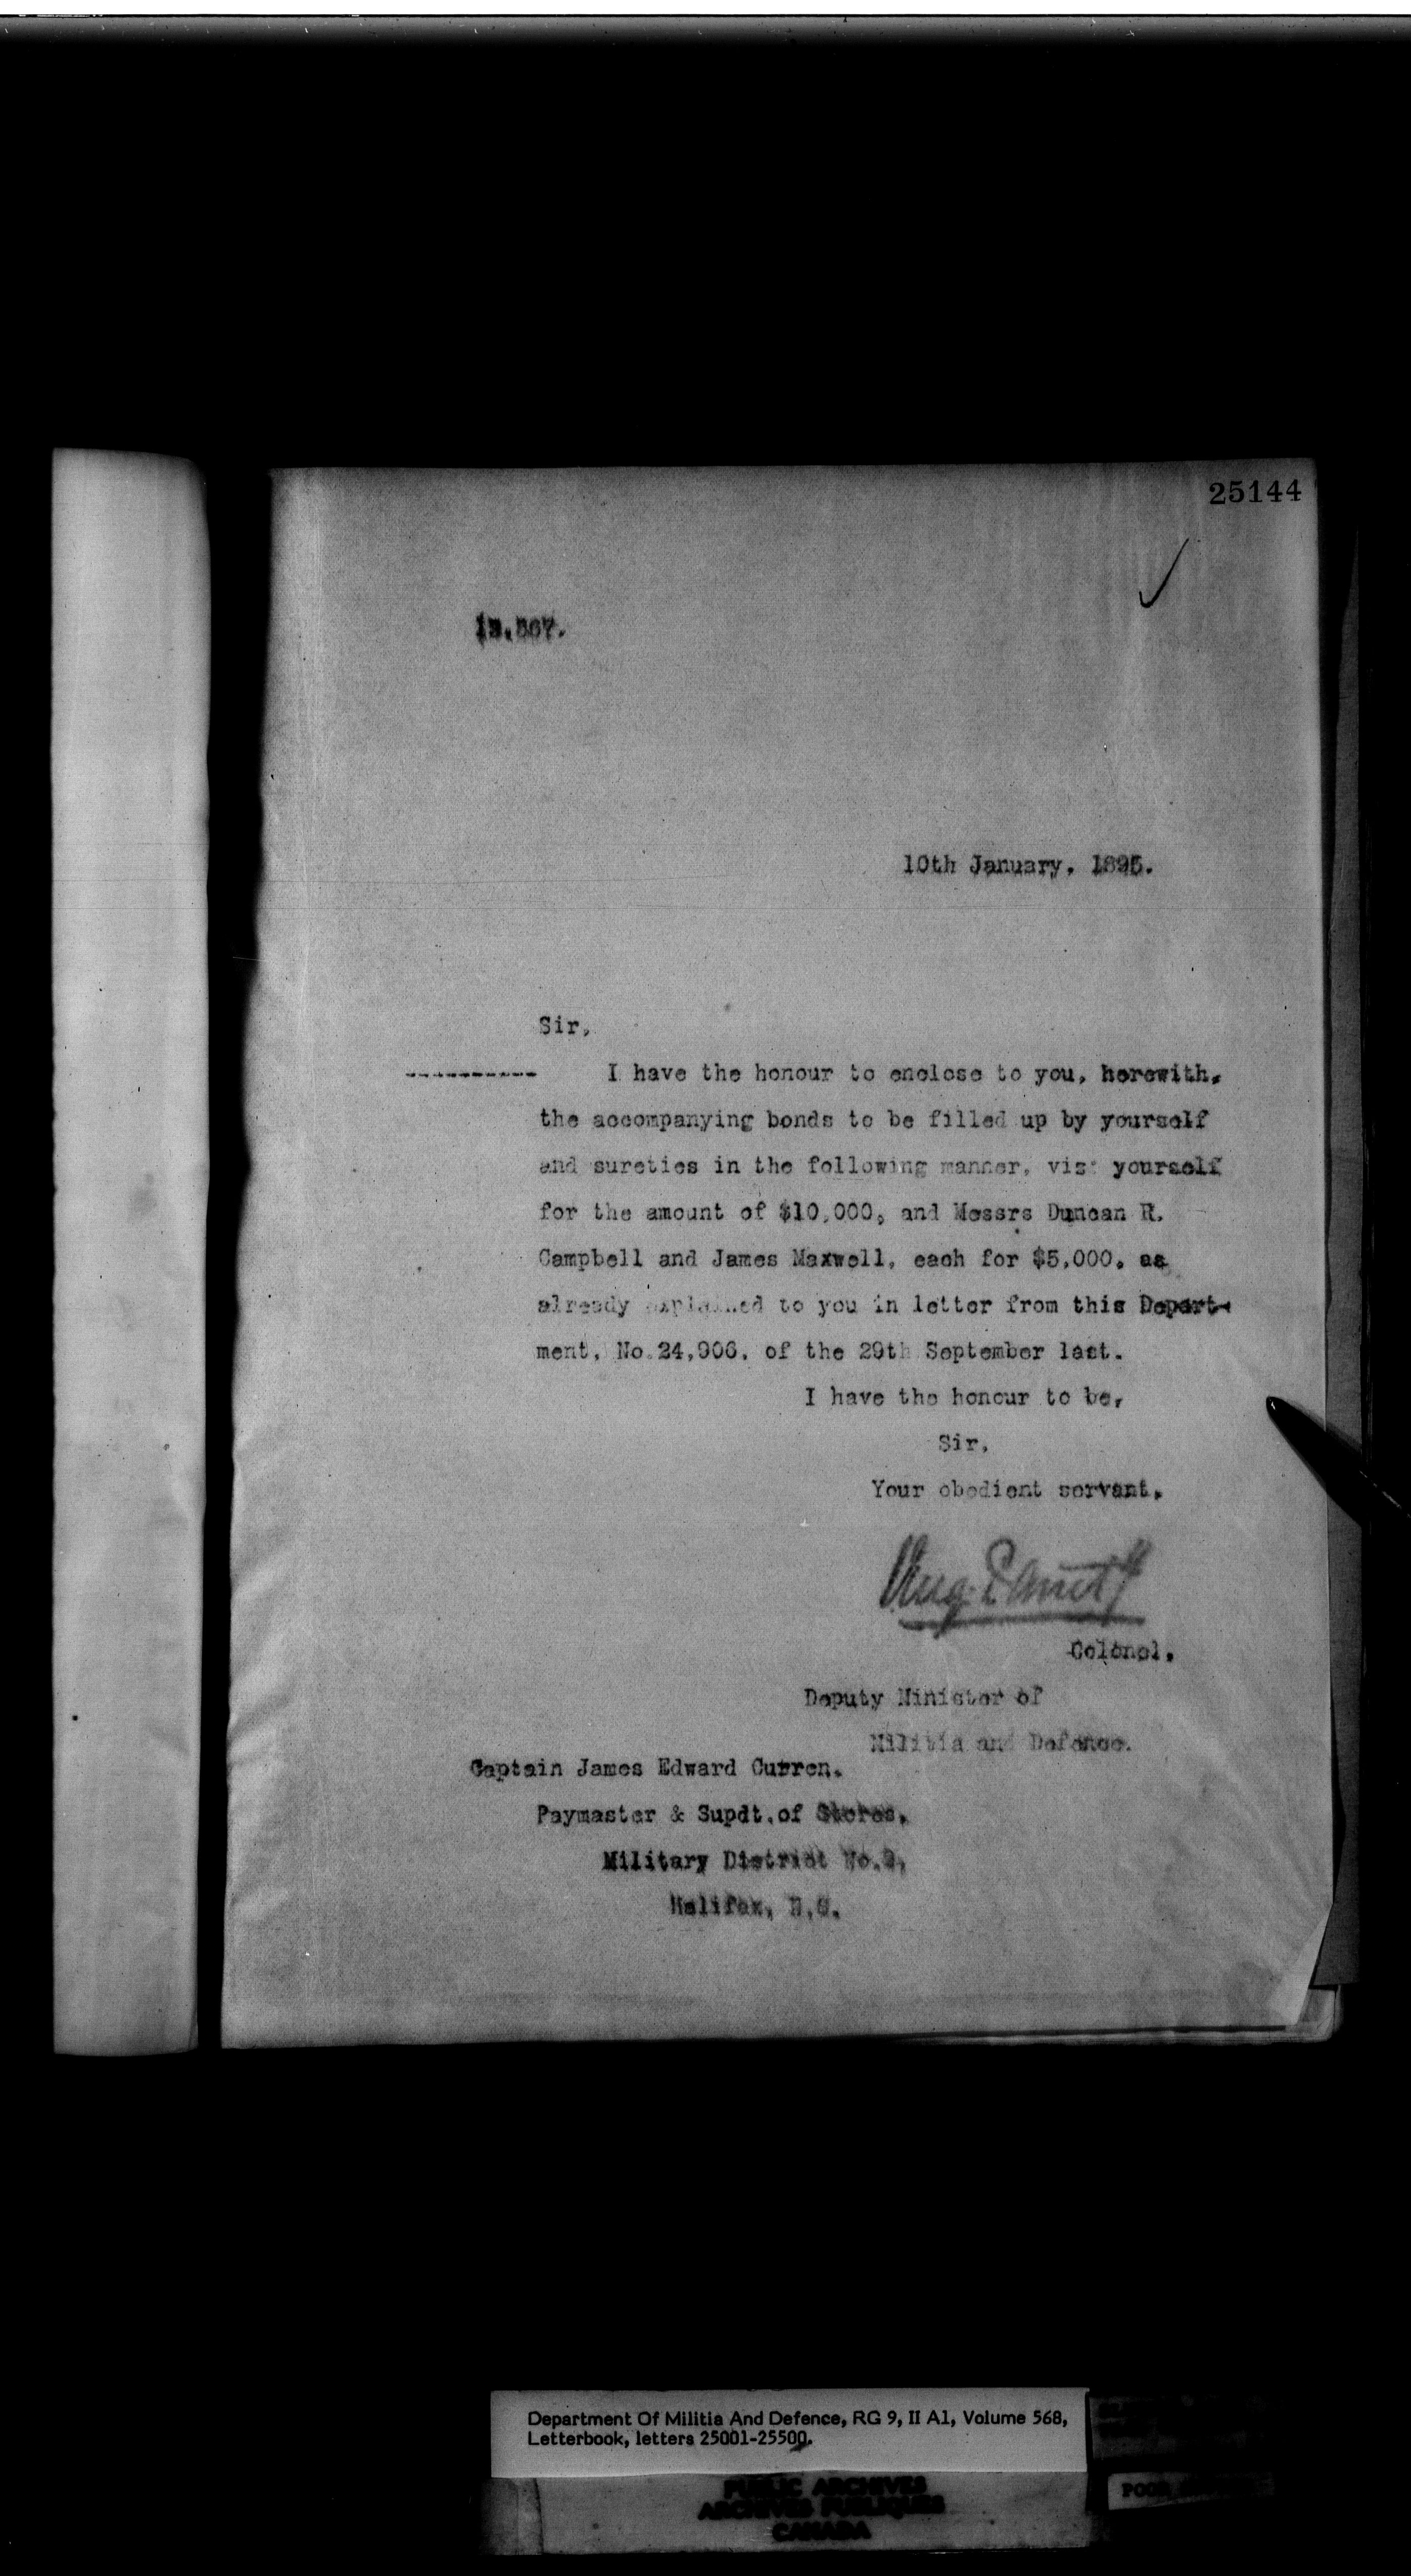 25144
10th January, 1895.
Sir,
---------- I have the honour to enclose to you, herewith,
the accompanying bonds to be filled up by yourself
and sureties in the following manner, viz: yourself
for the amount of $10,000, and Messrs Duncan R.
Campbell and James Maxwell, each for $5,000, as
already explained to you in letter from this Depart-
ment, No.24,906, of the 29th September last.
I have the honour to be,
Sir,
Your obedient servant,
Colonel,
Deputy Minister of
Militia and Defence.
Captain James Edward Curren,
Paymaster & Supdt.of Stores,
Military District
Halifax, N.S.
Department Of Militia And Defence, RG 9, II A1, Volume 568,
Letterbook, letters 25001-25500.
PUBLIC ARCHIVES
ARCHIVES PUBLIQUES
CANADA